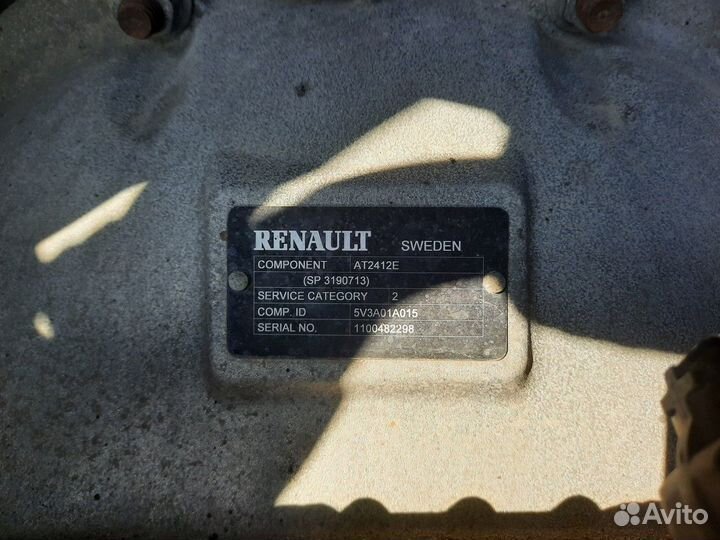 RENAULT SWEDEN
COMPONENT AT2412E
(SP 3190713)
SERVICE CATEGORY 2
COMP. ID 5V3A01A015
SERIAL NO. 1100482298
Avito